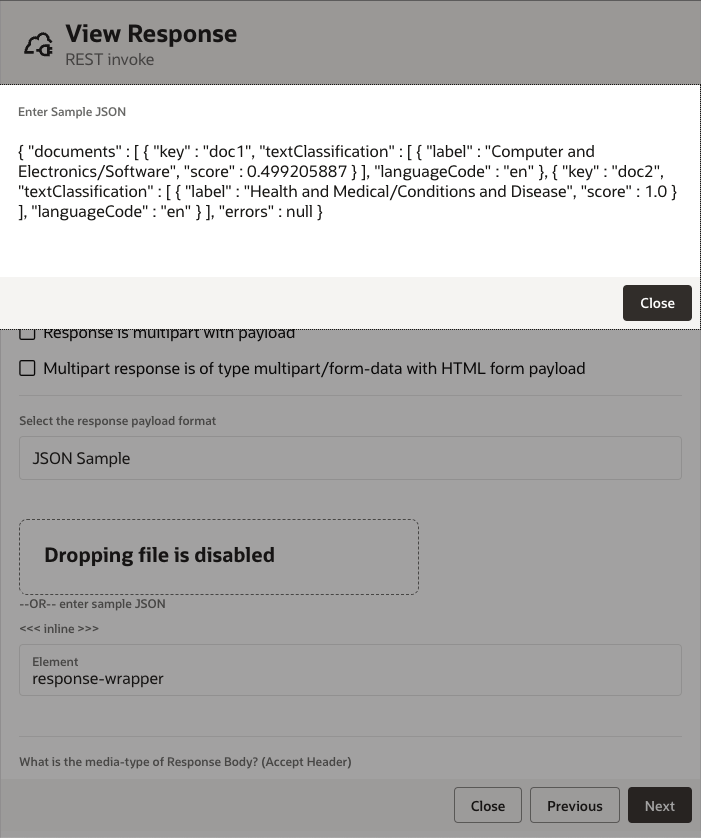 View Response
REST invoke
Enter Sample JSON
{ "documents" : [ { "key" : "doc1", "textClassification" : [ { "label" : "Computer and
Electronics/Software", "score" : 0.499205887 } ], "languageCode" : "en" }, { "key" : "doc2",
"textClassification" : [ { "label" : "Health and Medical/Conditions and Disease", "score" : 1.0 }
], "languageCode" : "en" } ], "errors" : null }
Close
Response is multipart with payload
Multipart response is of type multipart/form-data with HTML form payload
Select the response payload format
JSON Sample
Dropping file is disabled
--OR-- enter sample JSON
<<< inline >>>
Element
response-wrapper
What is the media-type of Response Body? (Accept Header)
Close
Previous
Next